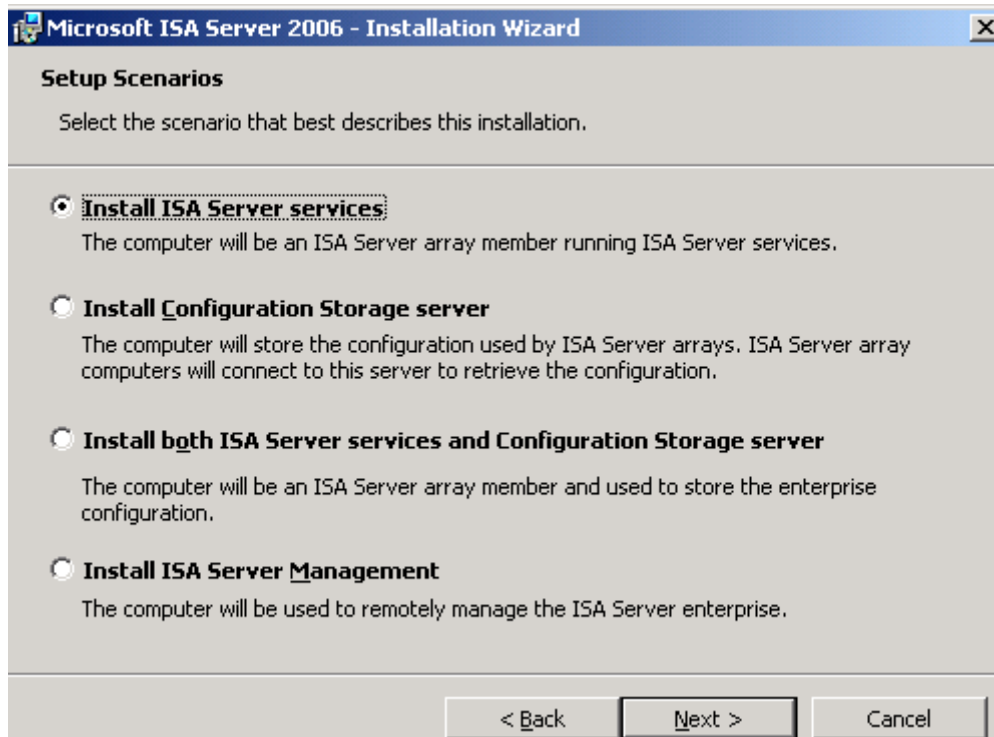 Microsoft ISA Server 2006 - Installation Wizard
Setup Scenarios
Select the scenario that best describes this installation.
Install ISA Server services
The computer will be an ISA Server array member running ISA Server services.
Install Configuration Storage server
The computer will store the configuration used by ISA Server arrays. ISA Server array
computers will connect to this server to retrieve the configuration.
Install both ISA Server services and Configuration Storage server
The computer will be an ISA Server array member and used to store the enterprise
configuration.
Install ISA Server Management
The computer will be used to remotely manage the ISA Server enterprise.
< Back Next > Cancel